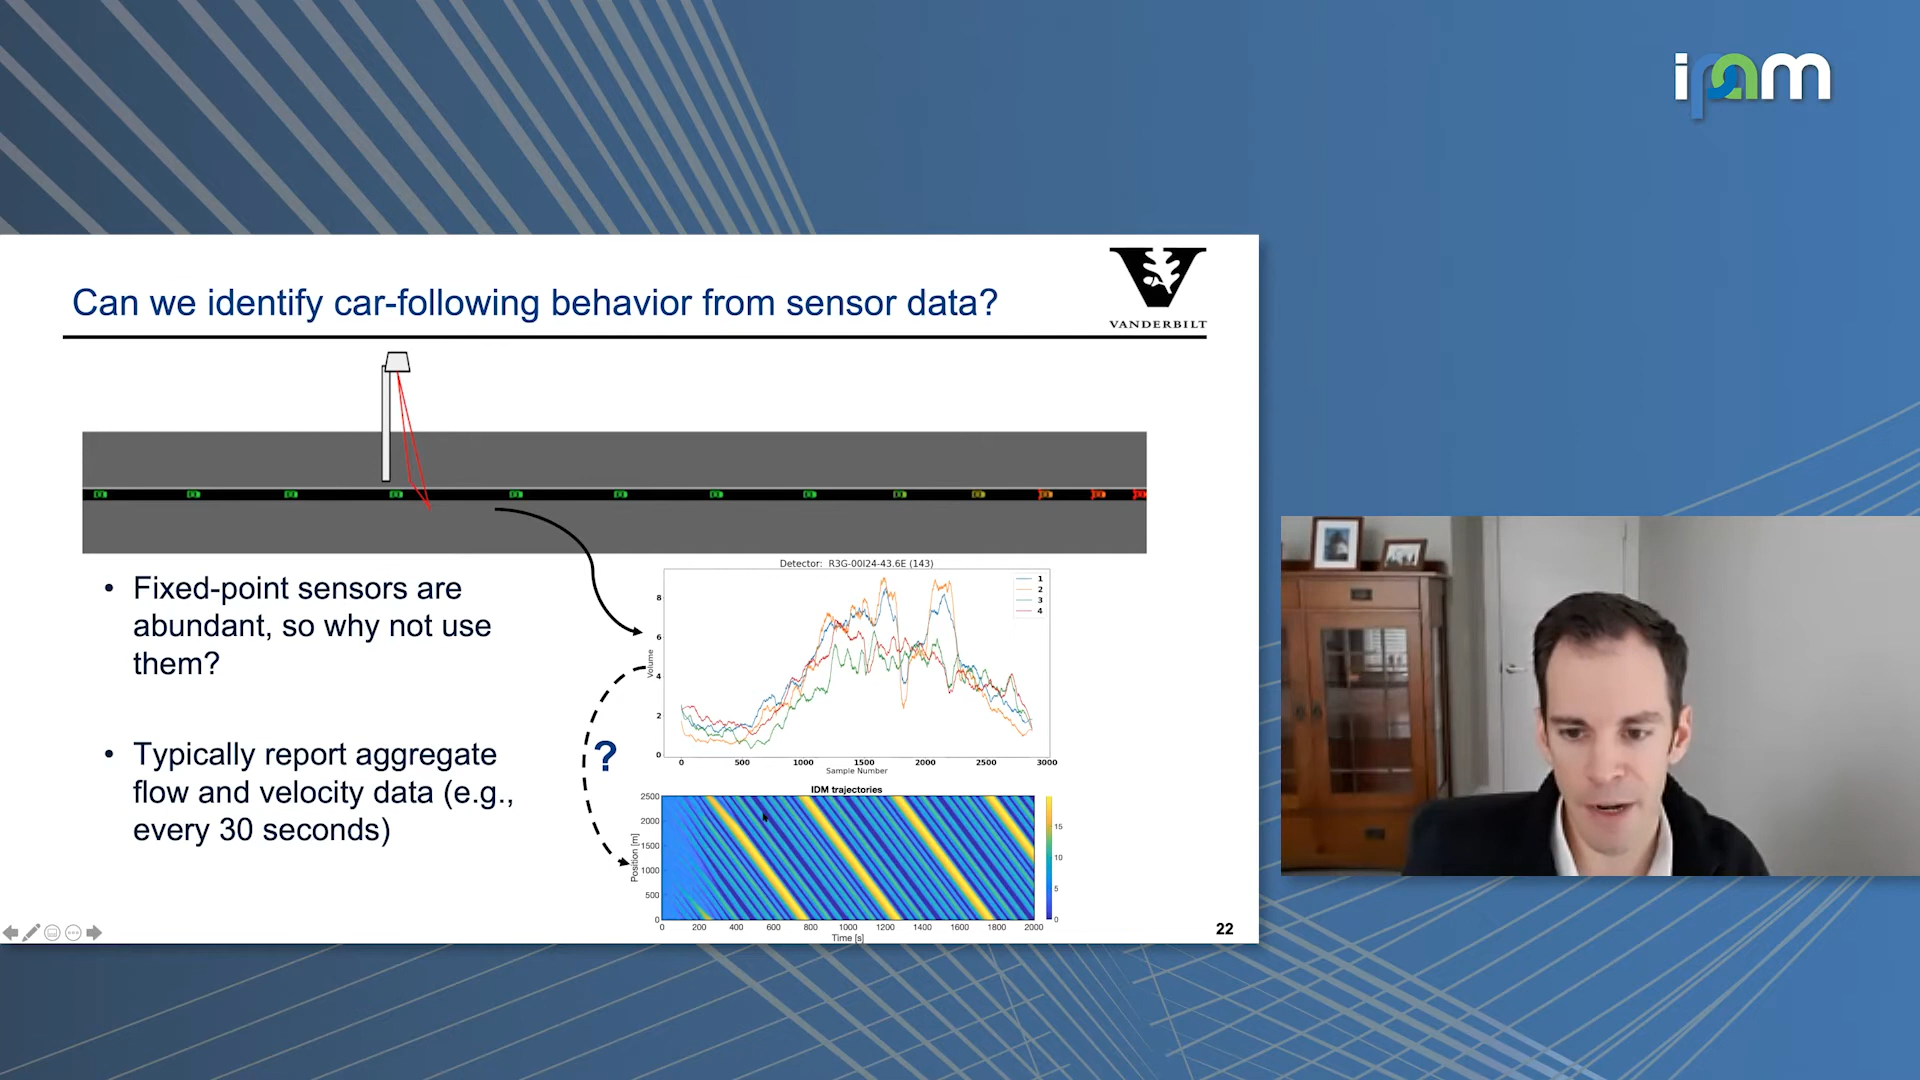 ipam
Can we identify car-following behavior from sensor data?
VANDERBILT
• Fixed-point sensors are
abundant, so why not use
them?
• Typically report aggregate
flow and velocity data (e.g.,
every 30 seconds)
?
Detector: R3G-00I24-43.6E (143)
1
2
3
4
8
6
4
2
0
Volume
0 500 1000 1500 2000 2500 3000
Sample Number
IDM trajectories
2500
2000
1500
1000
500
0
Position [m]
15
10
5
0
0 200 400 600 800 1000 1200 1400 1600 1800 2000
Time [s]
22